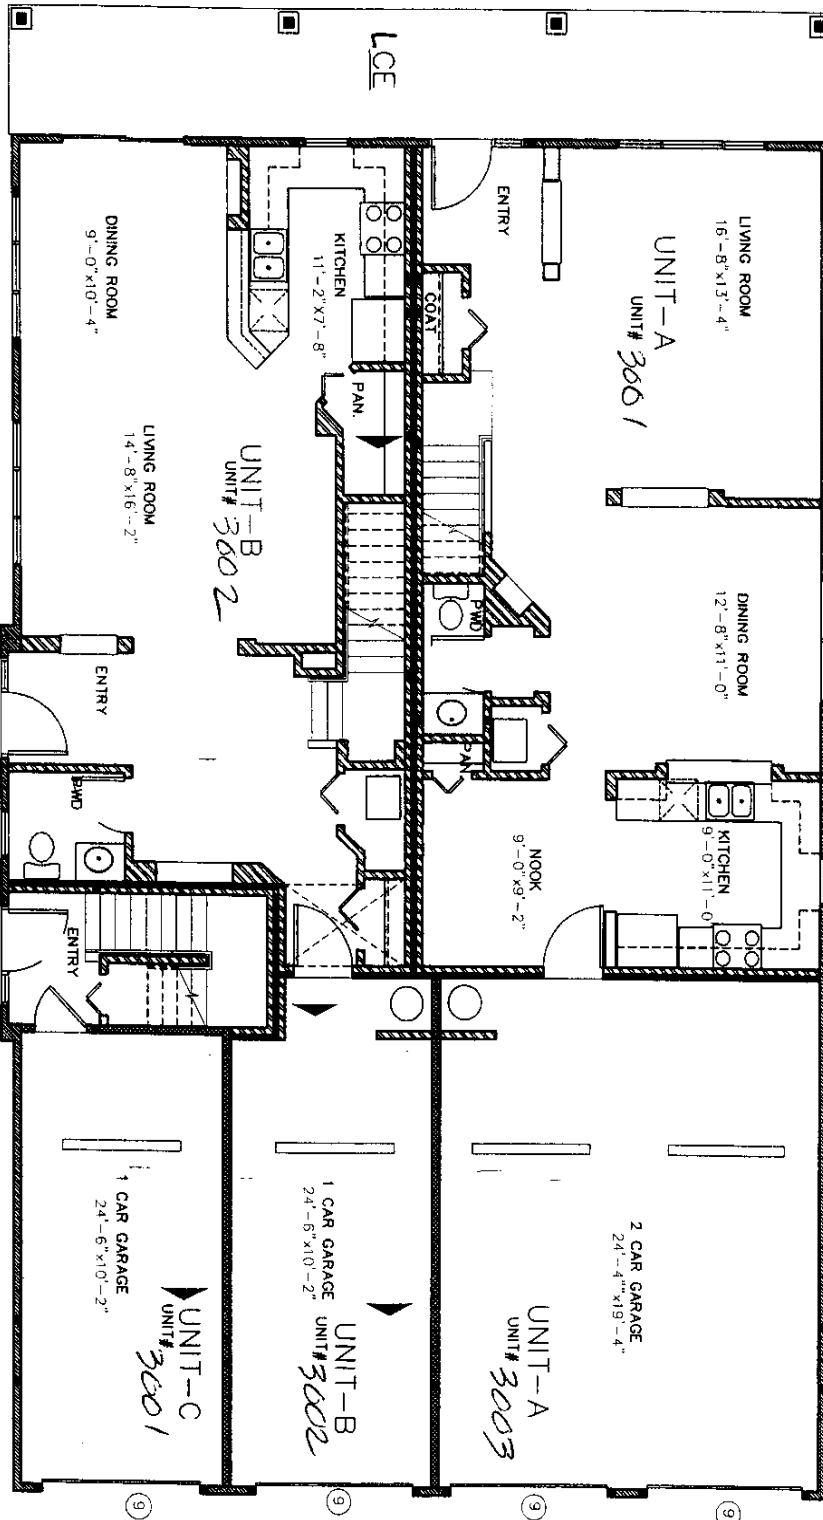 LCE
ENTRY
LIVING ROOM
16'-8"x13'-4"
UNIT-A
UNIT# 3001
COAT
KITCHEN
11'-2"x7'-8"
DINING ROOM
9'-0"x10'-4"
PAN.
LIVING ROOM
14'-8"x16'-2"
UNIT-B
UNIT# 3002
DINING ROOM
12'-8"x11'-0"
PWD
PAN.
ENTRY
PWD
NOOK
9'-0"x9'-2"
KITCHEN
9'-0"x11'-0"
ENTRY
1 CAR GARAGE
24'-6"x10'-2"
UNIT-C
UNIT# 3001
1 CAR GARAGE
24'-6"x10'-2"
UNIT-B
UNIT# 3002
2 CAR GARAGE
24'-4""x19'-4"
UNIT-A
UNIT# 3003
9
9
9
9